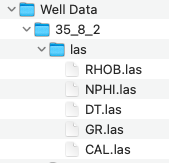 Well Data
35_8_2
las
RHOB.las
NPHI.las
DT.las
GR.las
CAL.las